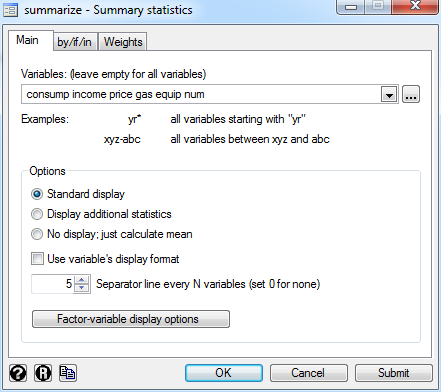 summarize - Summary statistics
Main by/if/in Weights
Variables: (leave empty for all variables)
consump income price gas equip num
...
Examples: yr* all variables starting with "yr"
xyz-abc all variables between xyz and abc
Options
Standard display
Display additional statistics
No display; just calculate mean
Use variable's display format
5 Separator line every N variables (set 0 for none)
Factor-variable display options
? R OK Cancel Submit